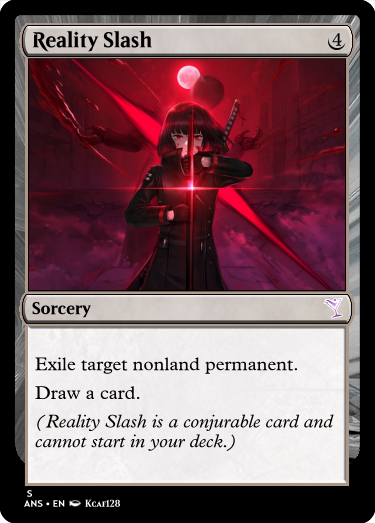 Reality Slash 4
Sorcery
Exile target nonland permanent.
Draw a card.
(Reality Slash is a conjurable card and
cannot start in your deck.)
S
ANS • EN Kcar128